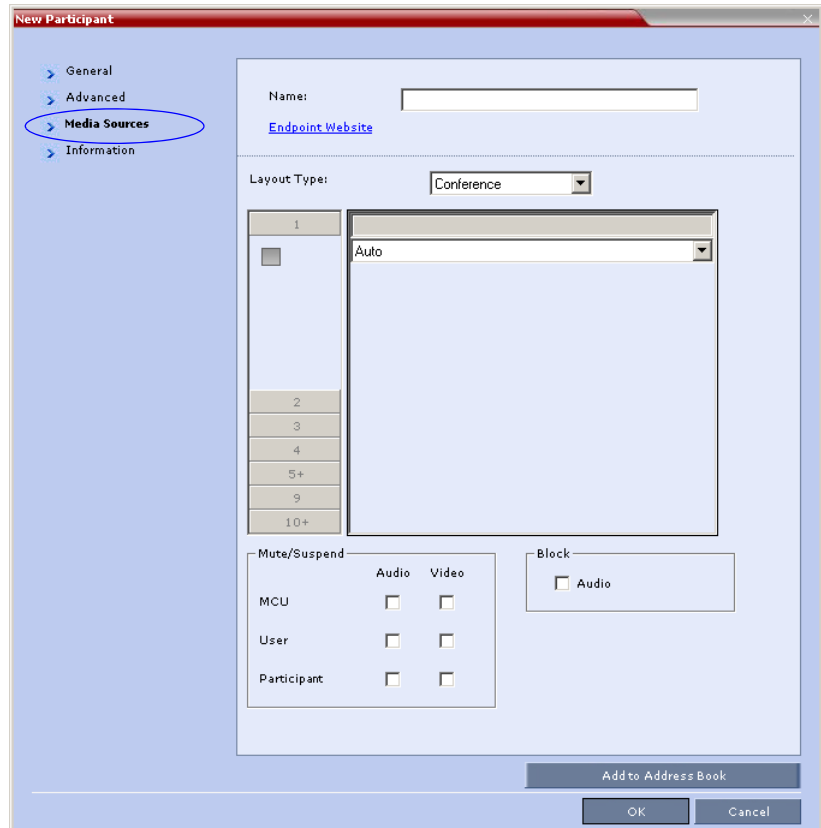 New Participant
General
Advanced
Media Sources
Information
Name:
Endpoint Website
Layout Type:
Conference
1
Auto
2
3
4
5+
9
10+
Mute/Suspend
Audio Video
MCU
User
Participant
Block
Audio
Add to Address Book
OK
Cancel